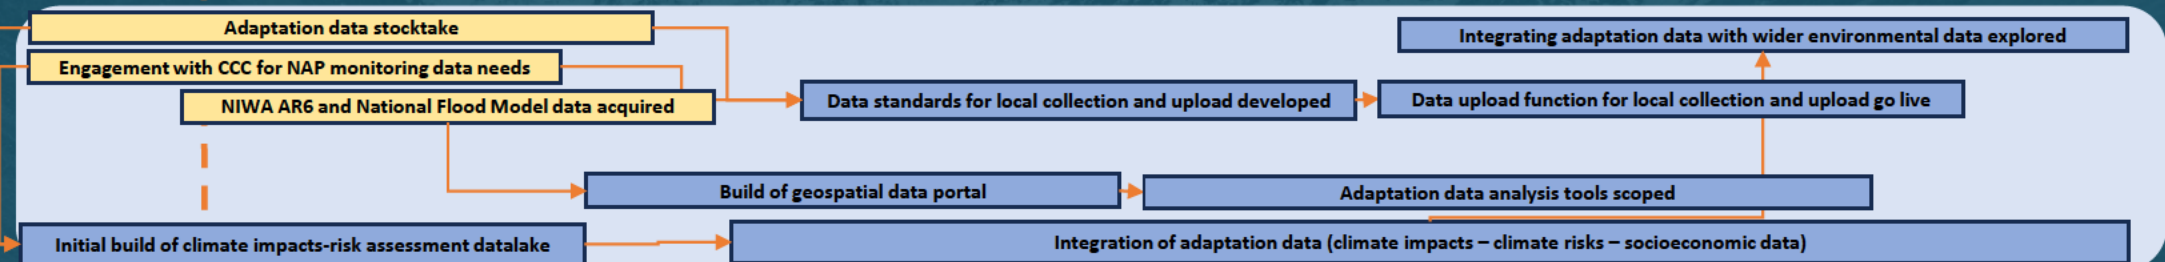 Adaptation data stocktake
Integrating adaptation data with wider environmental data explored
Engagement with CCC for NAP monitoring data needs
NIWA AR6 and National Flood Model data acquired
Data standards for local collection and upload developed
Data upload function for local collection and upload go live
Build of geospatial data portal
Adaptation data analysis tools scoped
Initial build of climate impacts-risk assessment datalake
Integration of adaptation data (climate impacts – climate risks – socioeconomic data)